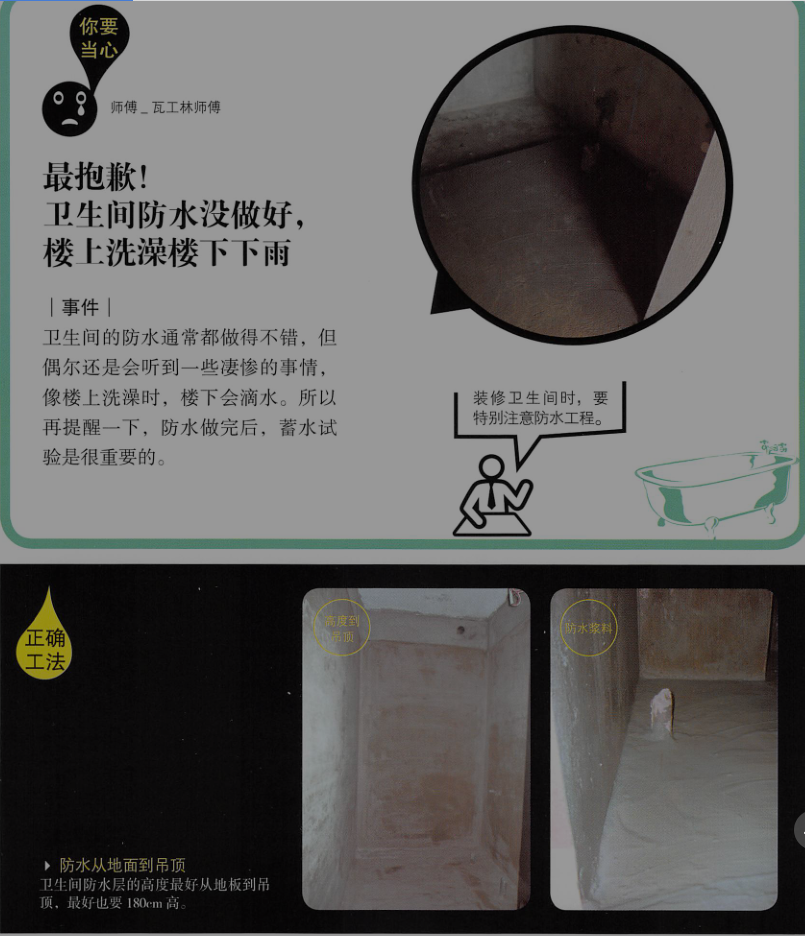 你要
当心
师傅_瓦工林师傅
最抱歉！
卫生间防水没做好，
楼上洗澡楼下下雨
｜事件｜
卫生间的防水通常都做得不错，但
偶尔还是会听到一些凄惨的事情，
像楼上洗澡时，楼下会滴水。所以
再提醒一下，防水做完后，蓄水试
验是很重要的。
装修卫生间时，要
特别注意防水工程。
正确
工法
高度到
吊顶
防水浆料
防水从地面到吊顶
卫生间防水层的高度最好从地板到吊
顶，最好也要 180cm 高。